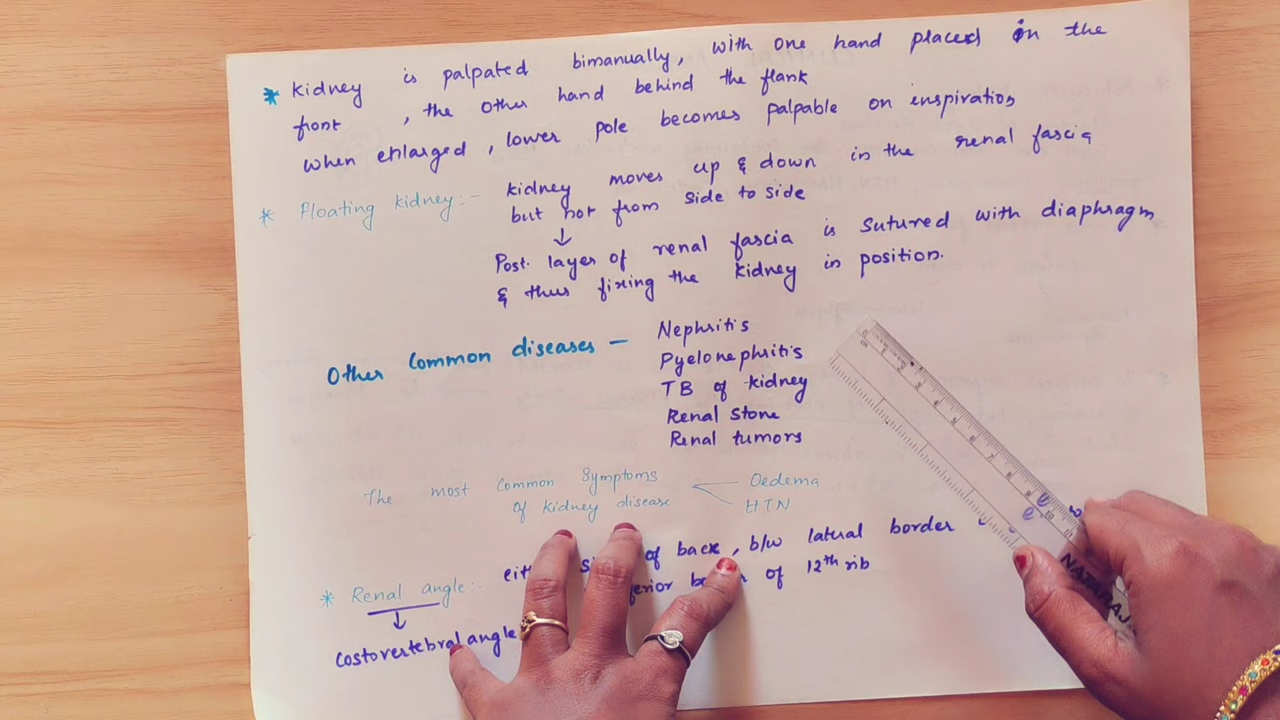 * Kidney is palpated bimanually, with one hand placed in the
front , the other hand behind the flank
when enlarged, lower pole becomes palpable on inspiration
* Floating kidney:- kidney moves up & down in the renal fascia
but not from side to side
↓
Post. layer of renal fascia is sutured with diaphragm
& thus fixing the kidney in position.
Other Common diseases — Nephritis
Pyelonephritis
TB of kidney
Renal Stone
Renal tumors
The most Common Symptoms of kidney disease
Oedema
HTN
* Renal angle:- of back, b/w latural border
of 12th rib
↓
Costovertebral angle
NATARAJ